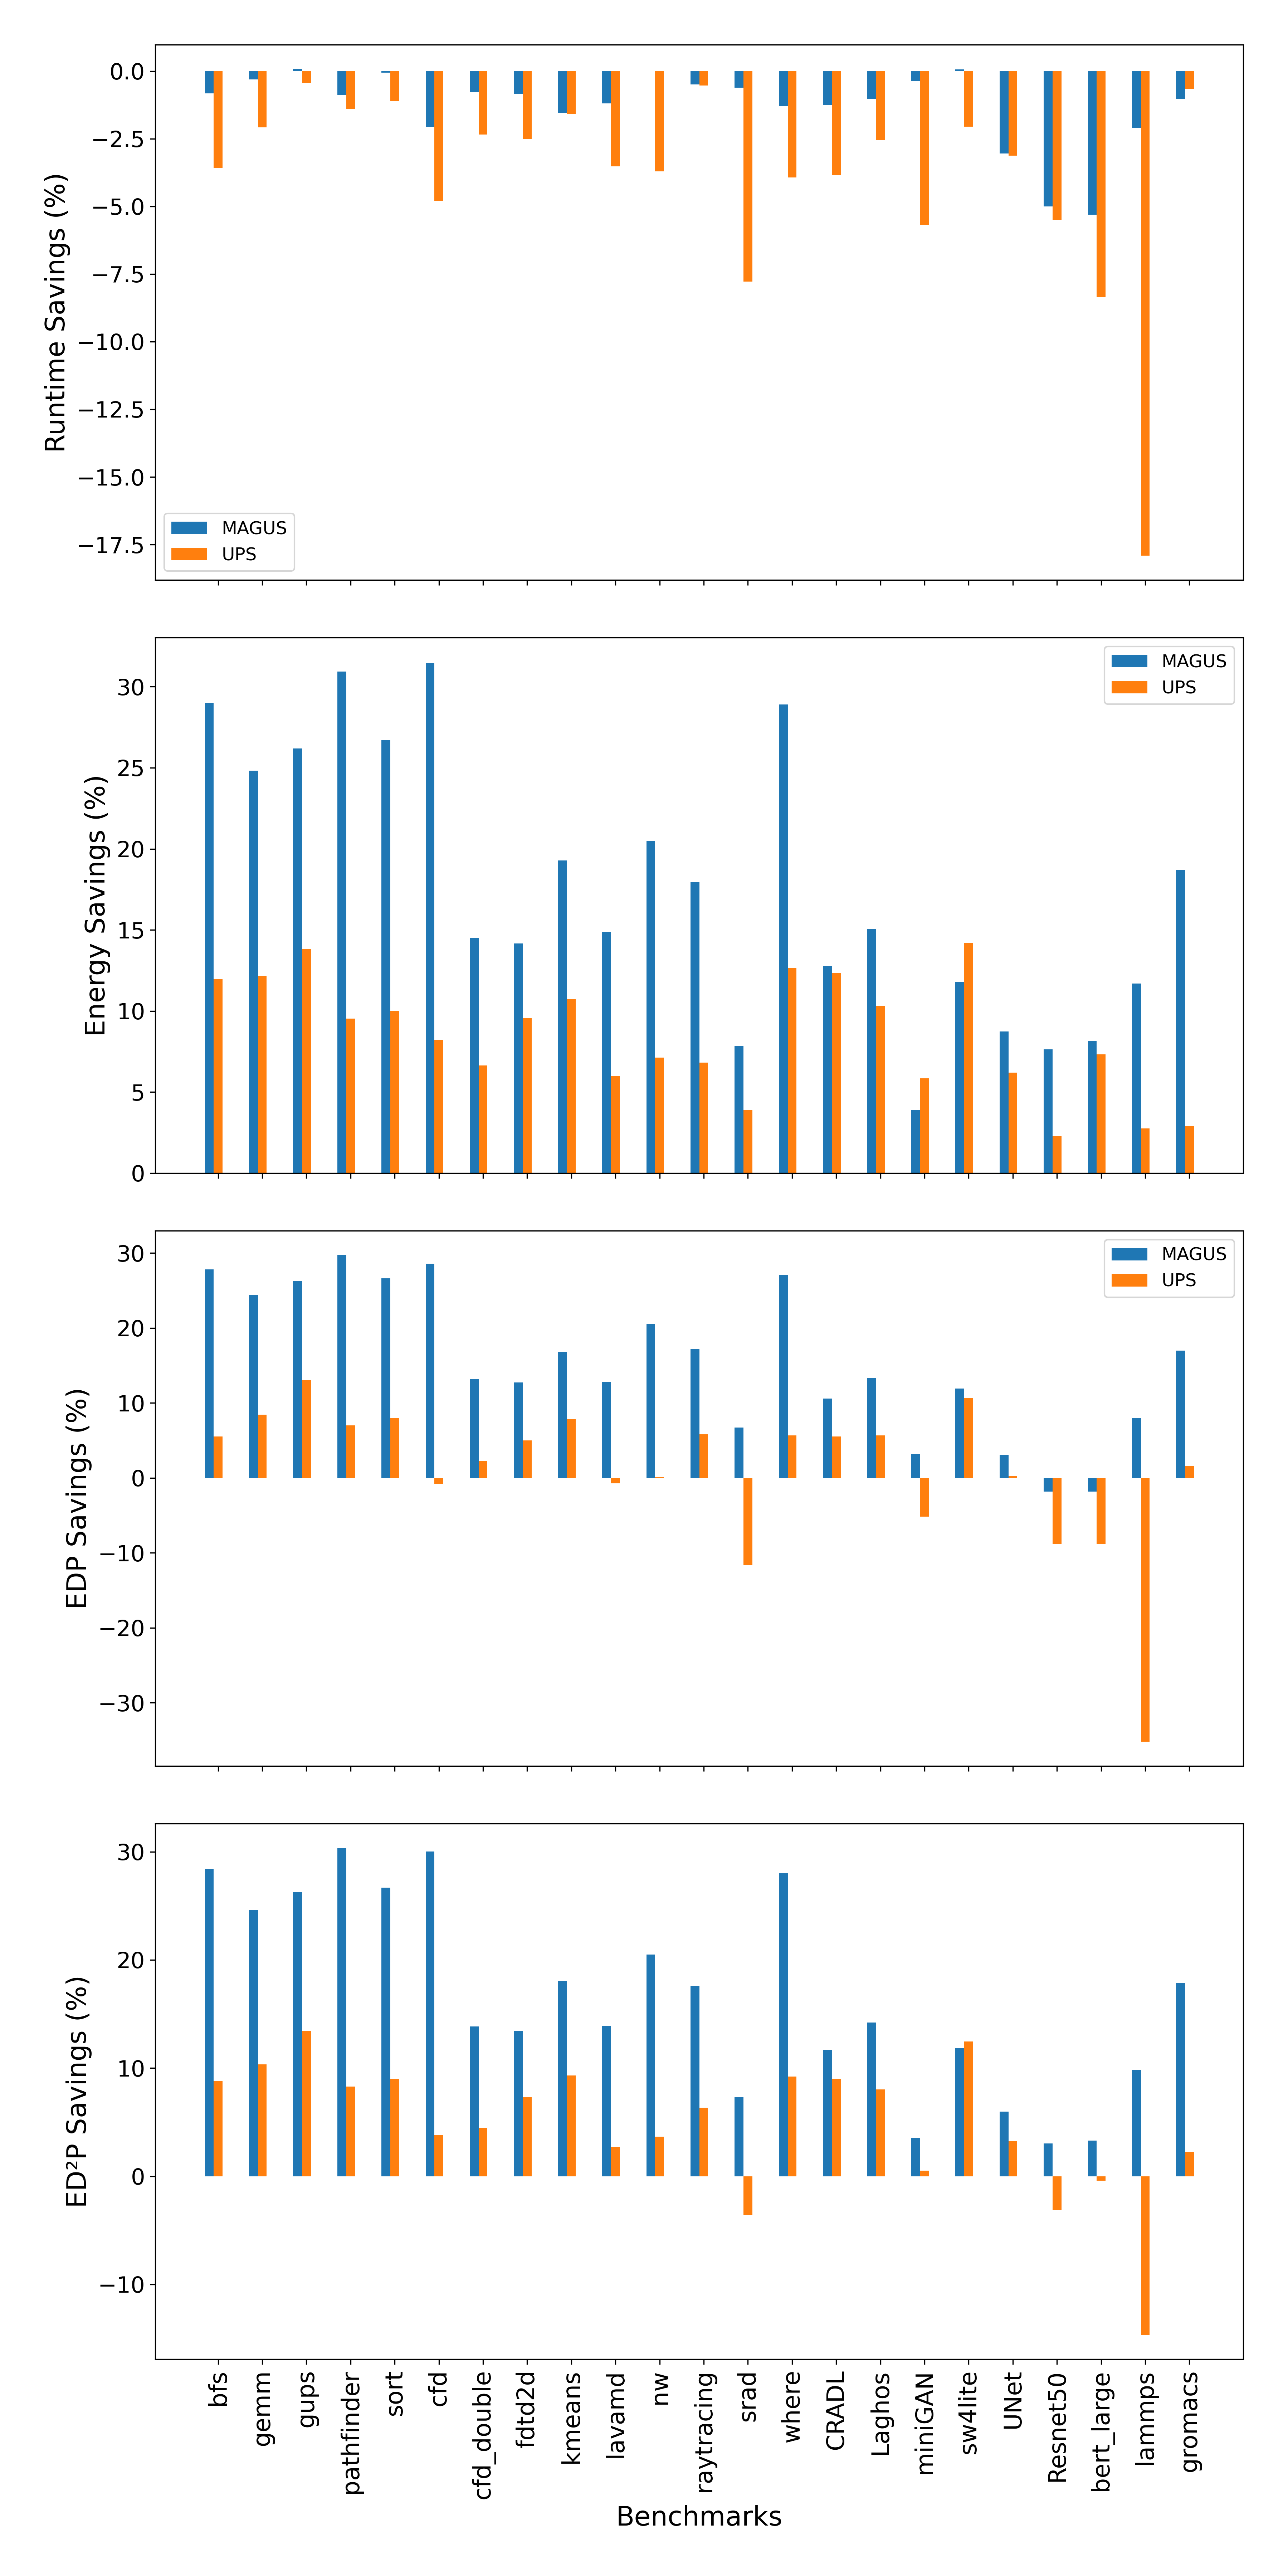 0.0
−2.5
−5.0
−7.5
−10.0
−12.5
−15.0
−17.5
Runtime Savings (%)
MAGUS
UPS
30
25
20
15
10
5
0
Energy Savings (%)
MAGUS
UPS
30
20
10
0
−10
−20
−30
EDP Savings (%)
MAGUS
UPS
30
20
10
0
−10
ED²P Savings (%)
bfs
gemm
gups
pathfinder
sort
cfd
cfd_double
fdtd2d
kmeans
lavamd
nw
raytracing
srad
where
CRADL
Laghos
miniGAN
sw4lite
UNet
Resnet50
bert_large
lammps
gromacs
Benchmarks